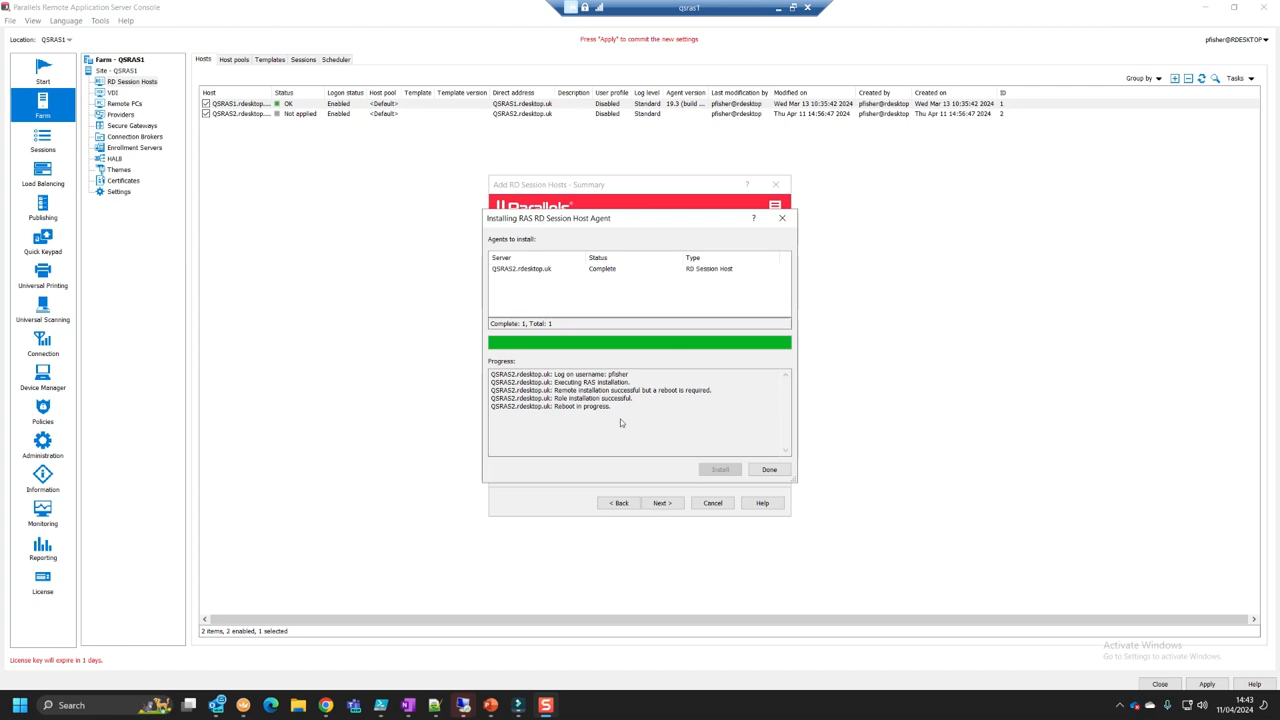 Parallels Remote Application Server Console
qsras1
File View Language Tools Help
Location: QSRAS1
Press "Apply" to commit the new settings
pfisher@RDESKTOP
Start
Farm
Sessions
Load Balancing
Publishing
Quick Keypad
Universal Printing
Universal Scanning
Connection
Device Manager
Policies
Administration
Information
Monitoring
Reporting
License
Farm - QSRAS1
Site - QSRAS1
RD Session Hosts
VDI
Remote PCs
Providers
Secure Gateways
Connection Brokers
Enrollment Servers
HALB
Themes
Certificates
Settings
Hosts Host pools Templates Sessions Scheduler
Group by Tasks
Host Status Logon status Host pool Template Template version Direct address Description User profile Log level Agent version Last modification by Modified on Created by Created on ID
QSRAS1.rdesktop.... OK Enabled <Default> QSRAS1.rdesktop.uk Disabled Standard 19.3 (build ... pfisher@rdesktop Wed Mar 13 10:35:42 2024 pfisher@rdesktop Wed Mar 13 10:35:42 2024 1
QSRAS2.rdesktop.... Not applied Enabled <Default> QSRAS2.rdesktop.uk Disabled Standard pfisher@rdesktop Thu Apr 11 14:56:47 2024 pfisher@rdesktop Thu Apr 11 14:56:47 2024 2
Add RD Session Hosts - Summary ?
Parallels®
Installing RAS RD Session Host Agent ?
Agents to install:
Server Status Type
QSRAS2.rdesktop.uk Complete RD Session Host
Complete: 1, Total: 1
Progress:
QSRAS2.rdesktop.uk: Log on username: pfisher
QSRAS2.rdesktop.uk: Executing RAS installation.
QSRAS2.rdesktop.uk: Remote installation successful but a reboot is required.
QSRAS2.rdesktop.uk: Role installation successful.
QSRAS2.rdesktop.uk: Reboot in progress.
Install Done
< Back Next > Cancel Help
2 items, 2 enabled, 1 selected
Activate Windows
Go to Settings to activate Windows.
License key will expire in 1 days.
Close Apply Help
Search
14:43
11/04/2024